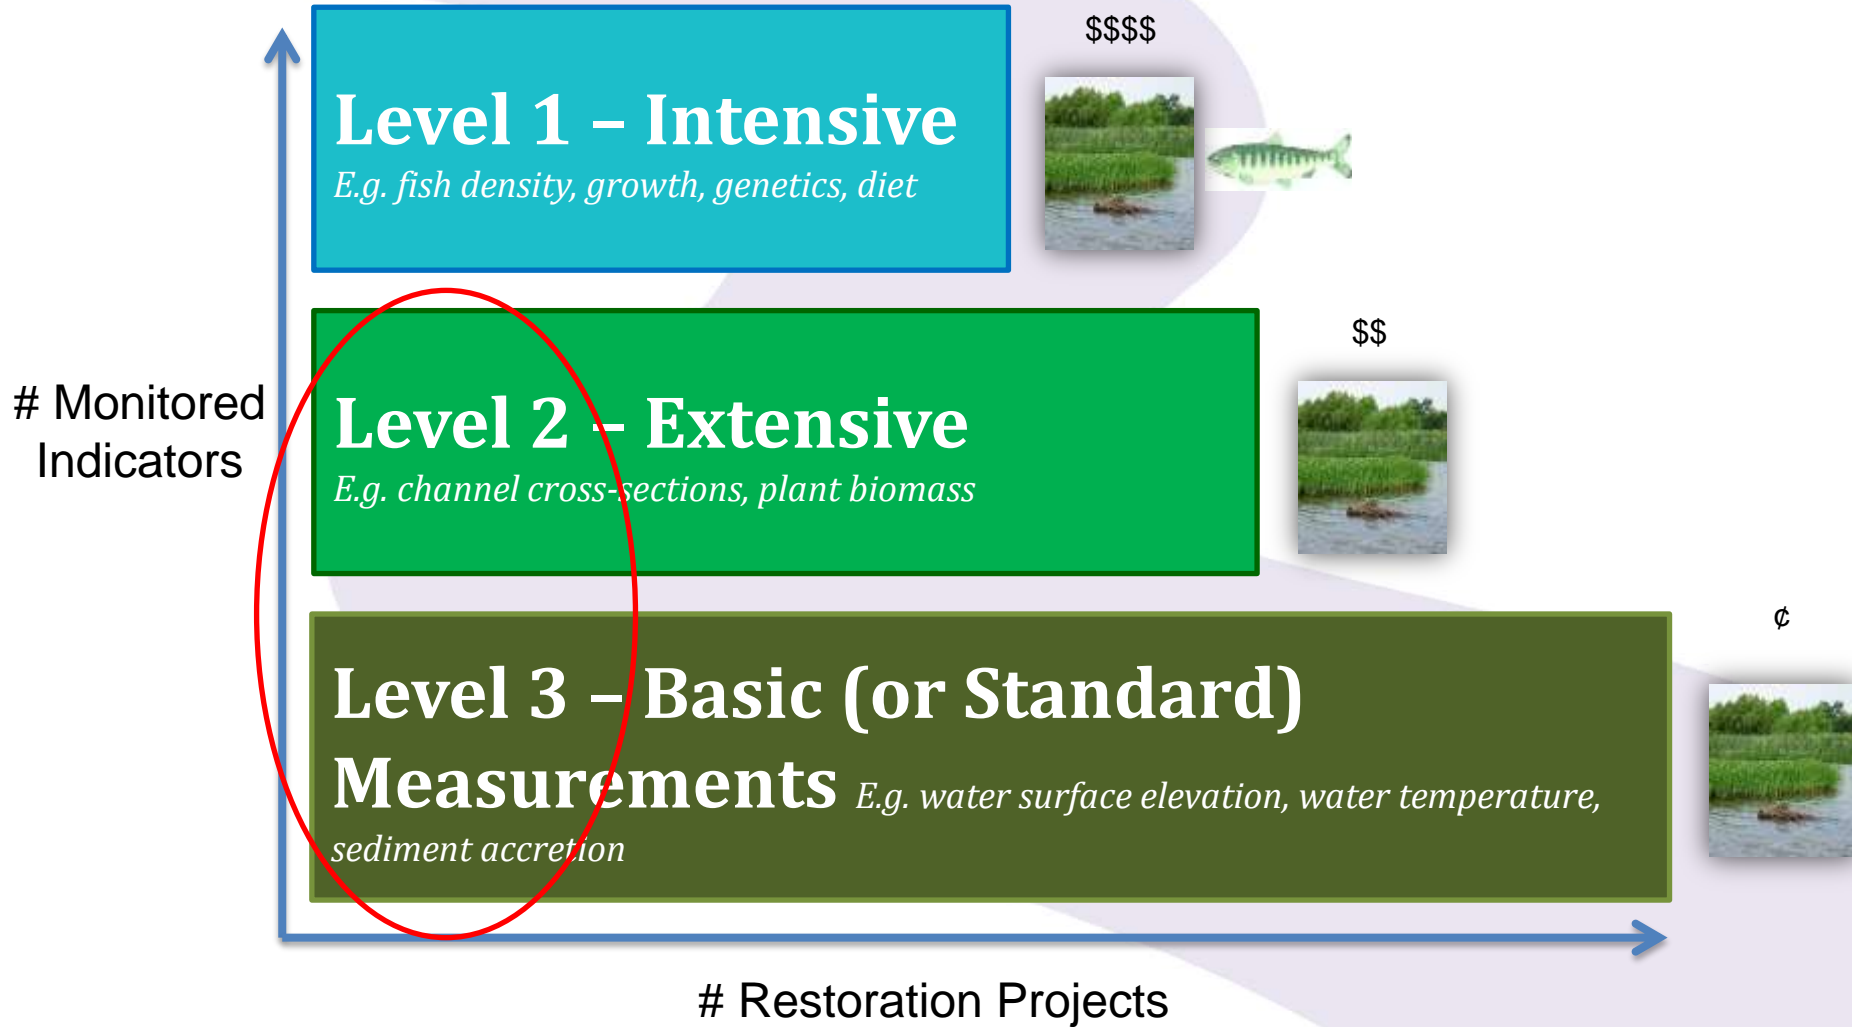 $$$$
Level 1 – Intensive
E.g. fish density, growth, genetics, diet
$$
# Monitored
Indicators
Level 2 – Extensive
E.g. channel cross-sections, plant biomass
¢
Level 3 – Basic (or Standard)
Measurements E.g. water surface elevation, water temperature,
sediment accretion
# Restoration Projects